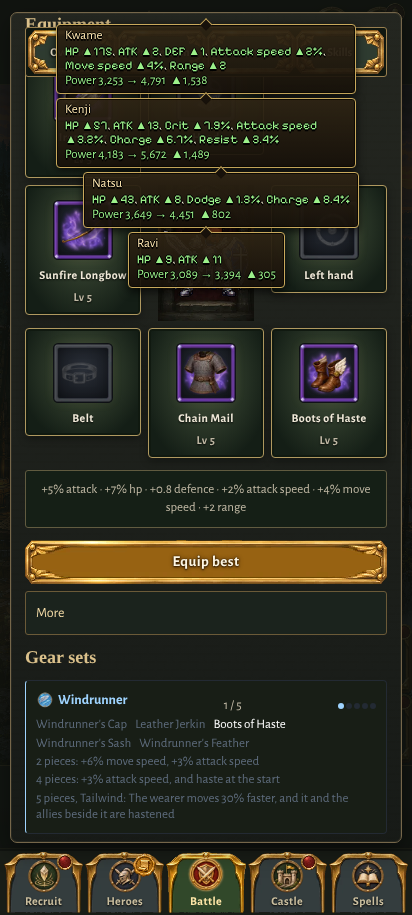 Equipment
Kwame
HP ▲175, ATK ▲2, DEF ▲1, Attack speed ▲2%,
Move speed ▲4%, Range ▲2
Power 3,253 → 4,791 ▲1,538
Kenji
HP ▲57, ATK ▲13, Crit ▲7.9%, Attack speed
▲3.2%, Charge ▲6.7%, Resist ▲3.4%
Power 4,183 → 5,672 ▲1,489
Natsu
HP ▲43, ATK ▲8, Dodge ▲1.3%, Charge ▲8.4%
Power 3,649 → 4,451 ▲802
Ravi
HP ▲9, ATK ▲11
Power 3,089 → 3,394 ▲305
Sunfire Longbow
Lv 5
Left hand
Belt
Chain Mail
Lv 5
Boots of Haste
Lv 5
+5% attack · +7% hp · +0.8 defence · +2% attack speed · +4% move
speed · +2 range
Equip best
More
Gear sets
Windrunner
1 / 5
Windrunner's Cap Leather Jerkin Boots of Haste
Windrunner's Sash Windrunner's Feather
2 pieces: +6% move speed, +3% attack speed
4 pieces: +3% attack speed, and haste at the start
5 pieces, Tailwind: The wearer moves 30% faster, and it and the
allies beside it are hastened
Recruit
Heroes
Battle
Castle
Spells